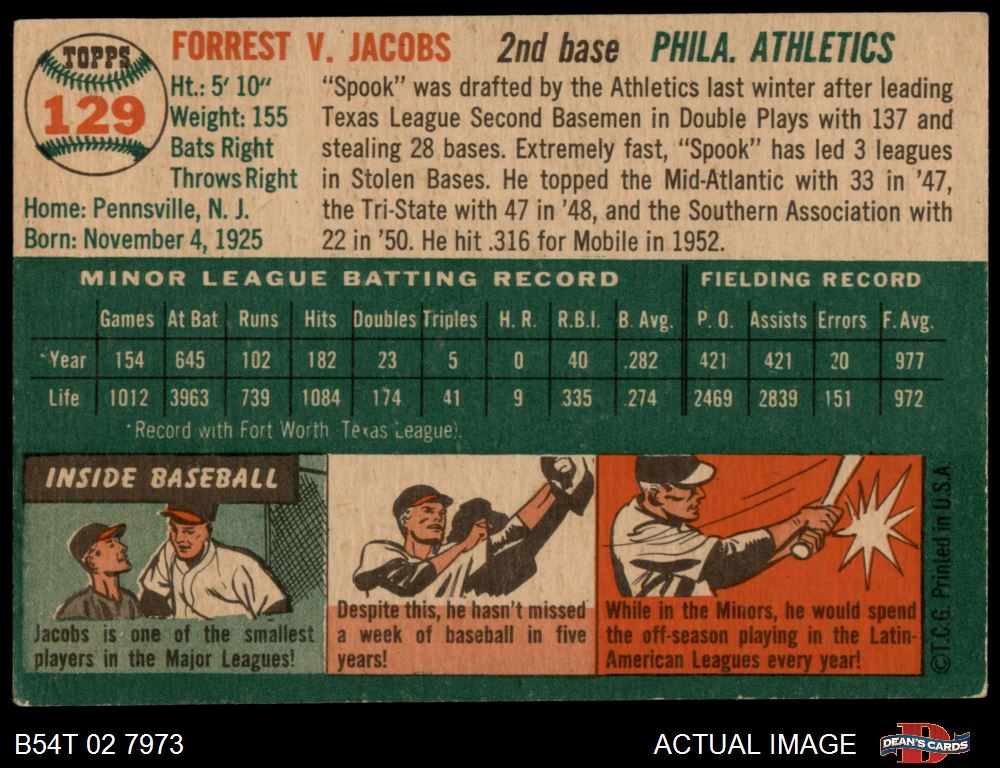 TOPPS
129
FORREST V. JACOBS 2nd base PHILA. ATHLETICS
Ht.: 5' 10"
Weight: 155
Bats Right
Throws Right
Home: Pennsville, N. J.
Born: November 4, 1925
"Spook" was drafted by the Athletics last winter after leading
Texas League Second Basemen in Double Plays with 137 and
stealing 28 bases. Extremely fast, "Spook" has led 3 leagues
in Stolen Bases. He topped the Mid-Atlantic with 33 in '47,
the Tri-State with 47 in '48, and the Southern Association with
22 in '50. He hit .316 for Mobile in 1952.
MINOR LEAGUE BATTING RECORD FIELDING RECORD
Games At Bat Runs Hits Doubles Triples H. R. R.B.I. B. Avg. P. O. Assists Errors F. Avg.
*Year 154 645 102 182 23 5 0 40 .282 421 421 20 977
Life 1012 3963 739 1084 174 41 9 335 .274 2469 2839 151 972
*Record with Fort Worth Texas League).
INSIDE BASEBALL
Jacobs is one of the smallest
players in the Major Leagues!
Despite this, he hasn't missed
a week of baseball in five
years!
While in the Minors, he would spend
the off-season playing in the Latin-
American Leagues every year!
©T.C.G. Printed in U.S.A.
B54T 02 7973 ACTUAL IMAGE DEAN'S CARDS